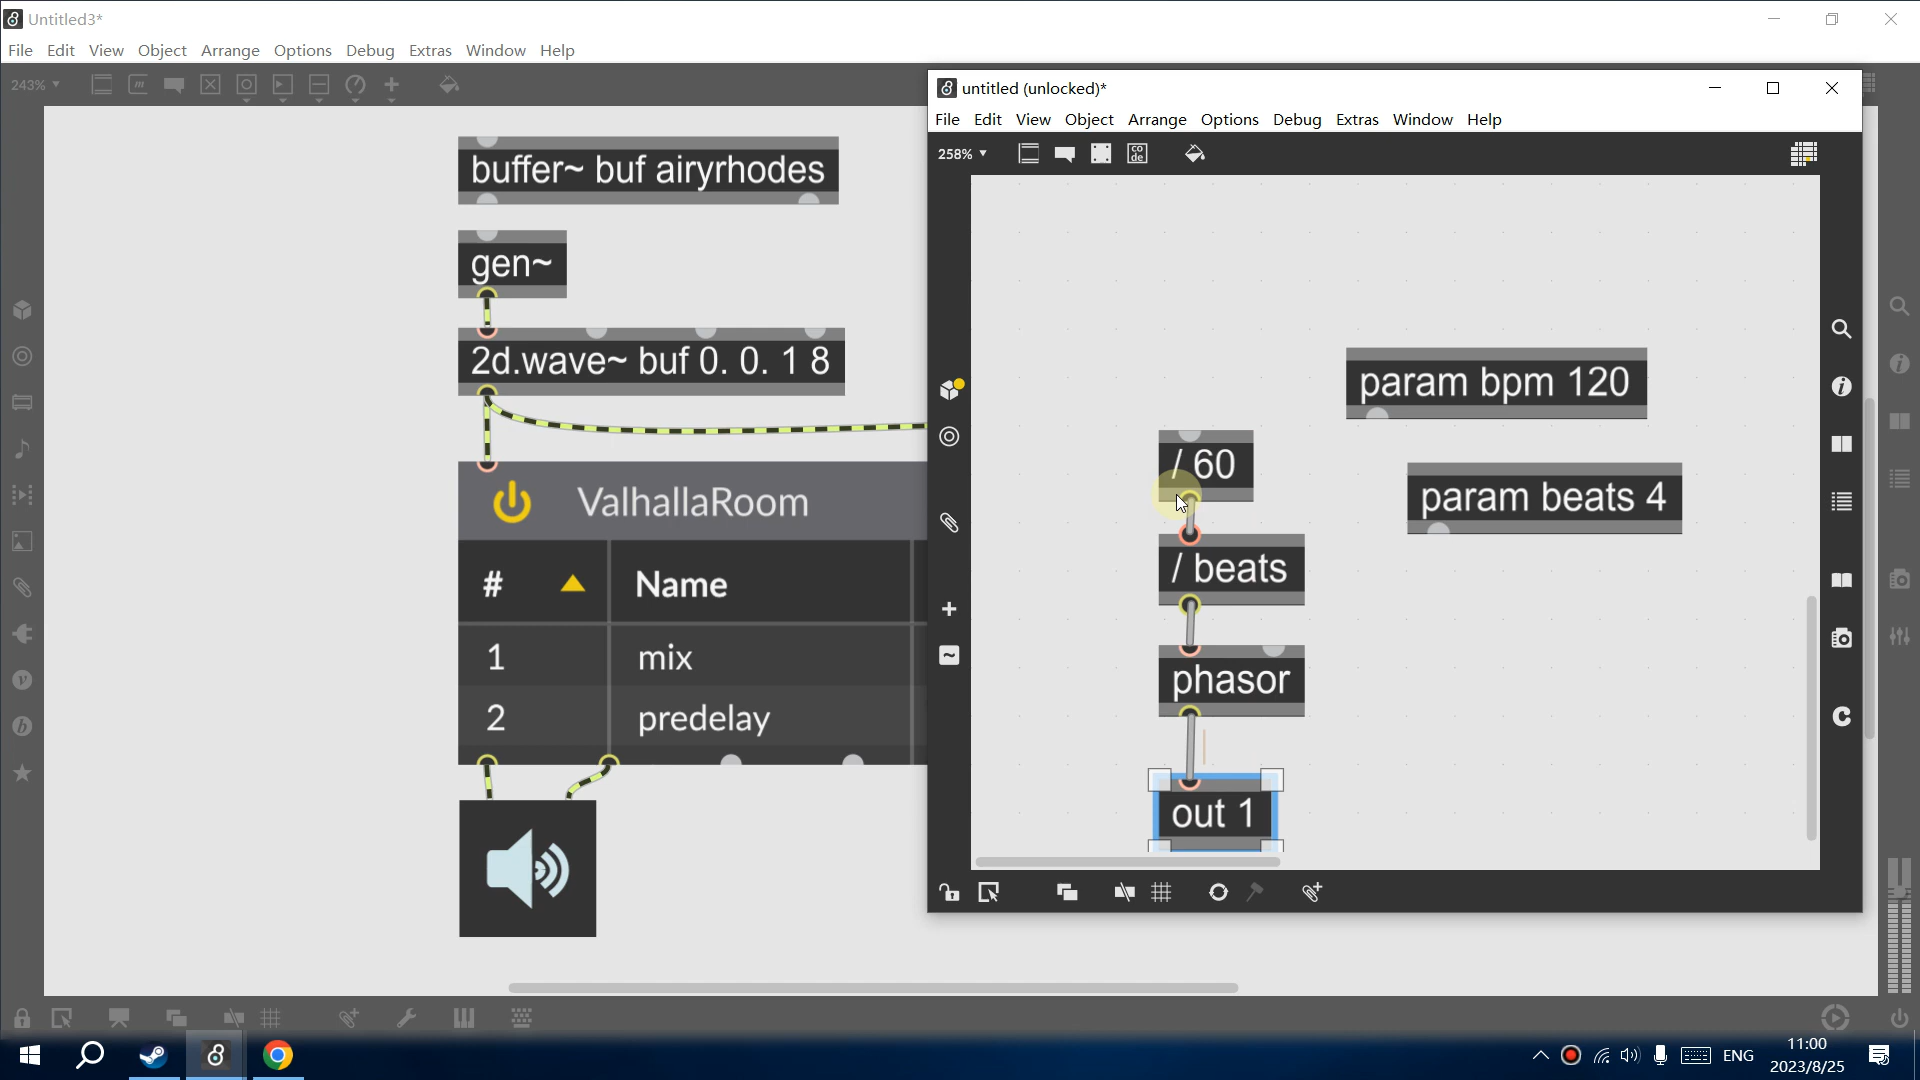 Untitled3*
File Edit View Object Arrange Options Debug Extras Window Help
243%
buffer~ buf airyrhodes
gen~
2d.wave~ buf 0. 0. 1 8
ValhallaRoom
# Name
1 mix
2 predelay
untitled (unlocked)*
File Edit View Object Arrange Options Debug Extras Window Help
258%
code
param bpm 120
/ 60
param beats 4
/ beats
phasor
out 1
ENG
11:00
2023/8/25